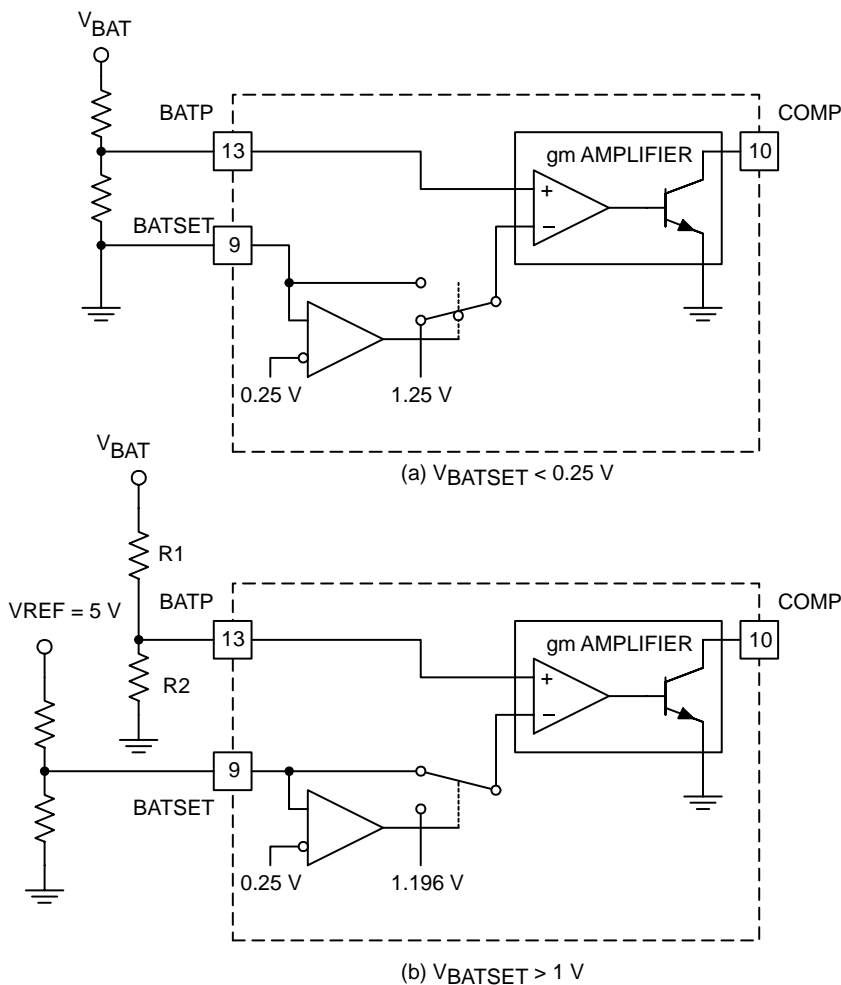 VBAT
BATP
COMP
13
gm AMPLIFIER
10
+
BATSET
9
−
0.25 V
1.25 V
(a) VBATSET < 0.25 V
VBAT
R1
VREF = 5 V
BATP
COMP
13
gm AMPLIFIER
10
+
R2
−
9
BATSET
0.25 V
1.196 V
(b) VBATSET > 1 V